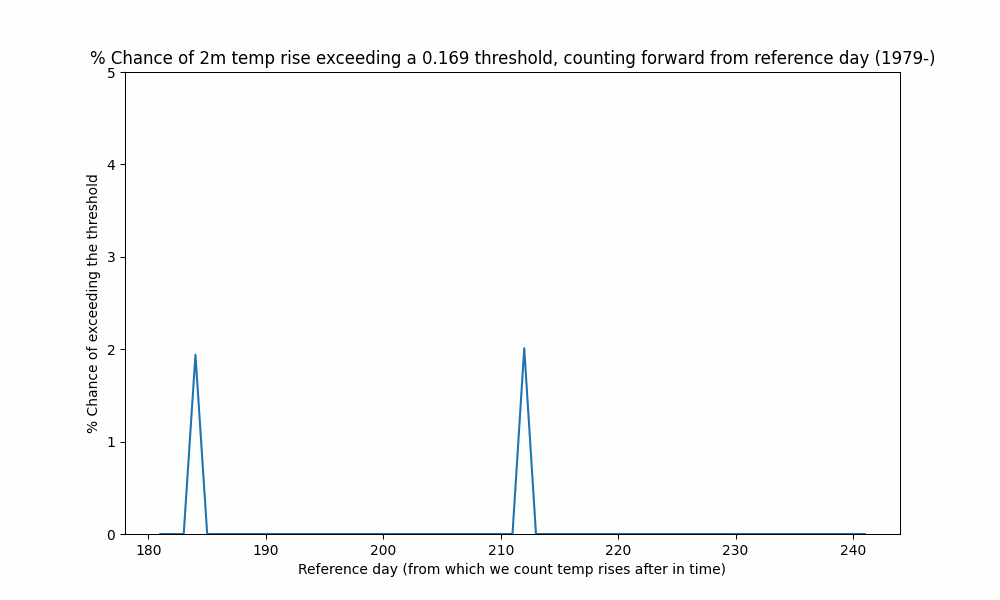 % Chance of 2m temp rise exceeding a 0.169 threshold, counting forward from reference day (1979-)
5
4
3
2
1
0
% Chance of exceeding the threshold
180 190 200 210 220 230 240
Reference day (from which we count temp rises after in time)